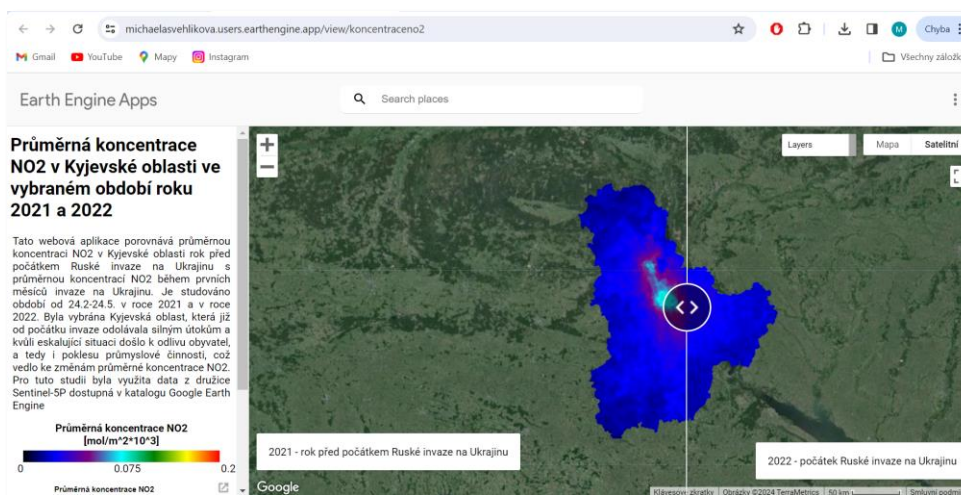 michaelasvehlikova.users.earthengine.app/view/koncentraceno2
M
Chyba
Gmail
YouTube
Mapy
Instagram
Všechny záložk
Earth Engine Apps
Search places
Průměrná koncentrace
NO2 v Kyjevské oblasti ve
vybraném období roku
2021 a 2022
Tato webová aplikace porovnává průměrnou
koncentraci NO2 v Kyjevské oblasti rok před
počátkem Ruské invaze na Ukrajinu s
průměrnou koncentrací NO2 během prvních
měsíců invaze na Ukrajinu. Je studováno
období od 24.2-24.5. v roce 2021 a v roce
2022. Byla vybrána Kyjevská oblast, která již
od počátku invaze odolávala silným útokům a
kvůli eskalující situaci došlo k odlivu obyvatel,
a tedy i poklesu průmyslové činnosti, což
vedlo ke změnám průměrné koncentrace NO2.
Pro tuto studii byla využita data z družice
Sentinel-5P dostupná v katalogu Google Earth
Engine
Průměrná koncentrace NO2
[mol/m^2*10^3]
0 0.075 0.2
Průměrná koncentrace NO2
+
−
Layers
Mapa
Satelitní
2021 - rok před počátkem Ruské invaze na Ukrajinu
2022 - počátek Ruské invaze na Ukrajinu
Google
Klávesové zkratky
Obrázky ©2024 TerraMetrics
50 km
Smluvní podm